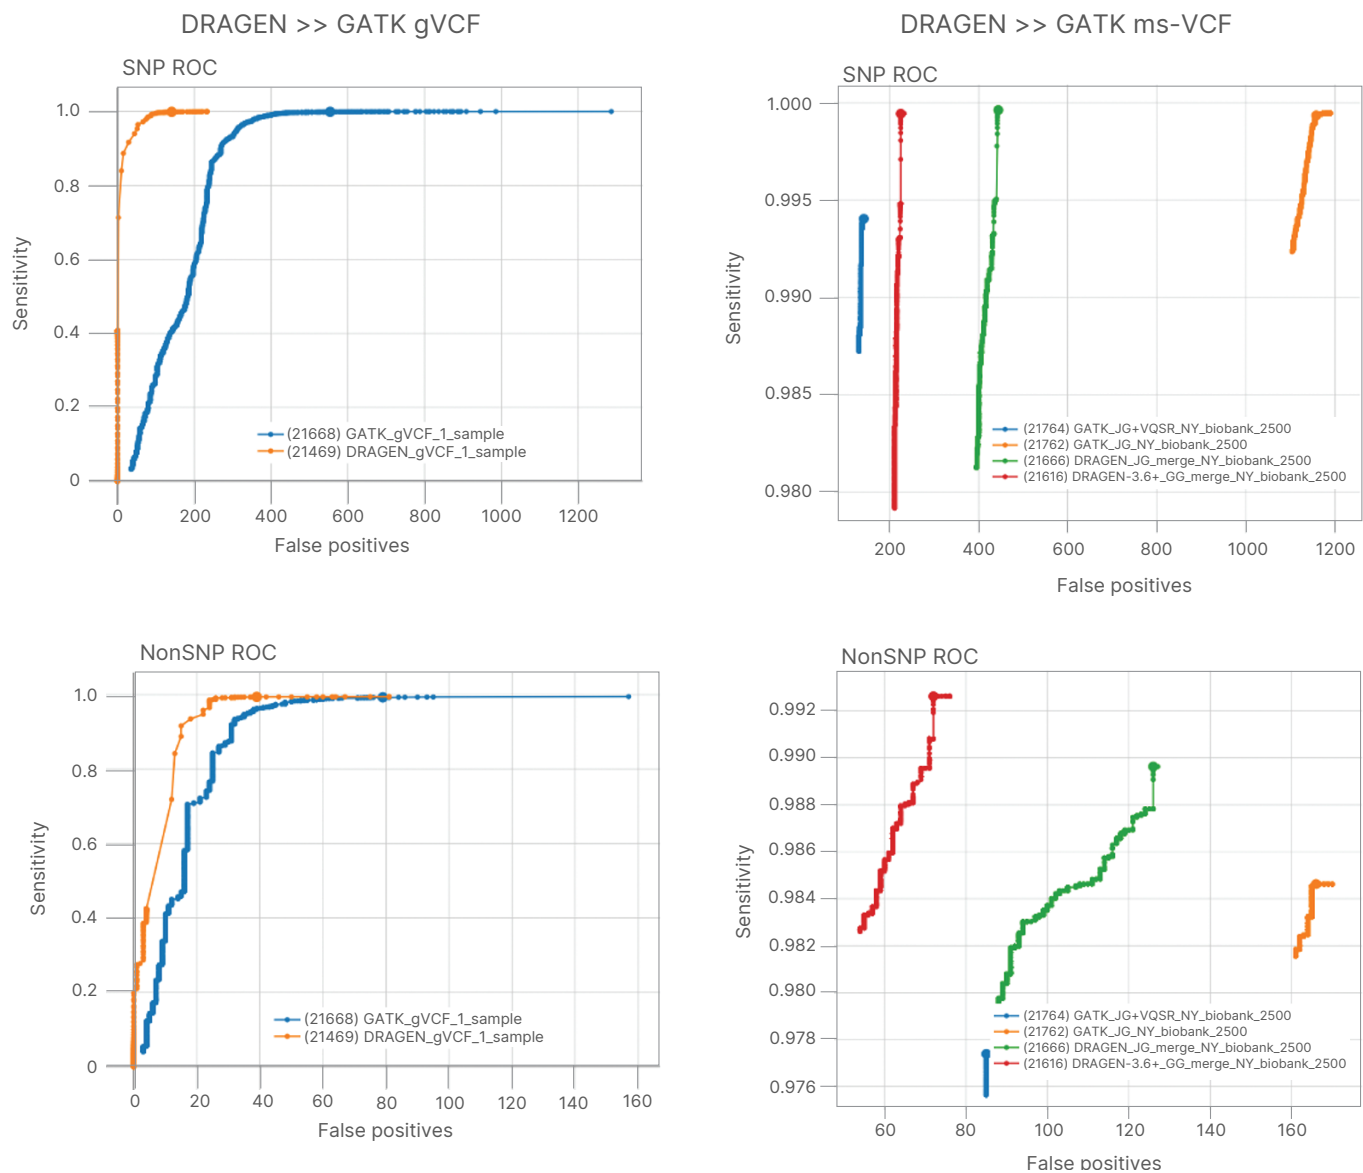 DRAGEN >> GATK gVCF
SNP ROC
1.0
0.8
0.6
0.4
0.2
0
Sensitivity
(21668) GATK_gVCF_1_sample
(21469) DRAGEN_gVCF_1_sample
0 200 400 600 800 1000 1200
False positives
DRAGEN >> GATK ms-VCF
SNP ROC
1.000
0.995
0.990
0.985
0.980
Sensitivity
(21764) GATK_JG+VQSR_NY_biobank_2500
(21762) GATK_JG_NY_biobank_2500
(21666) DRAGEN_JG_merge_NY_biobank_2500
(21616) DRAGEN-3.6+_GG_merge_NY_biobank_2500
200 400 600 800 1000 1200
False positives
NonSNP ROC
1.0
0.8
0.6
0.4
0.2
0
Sensitivity
(21668) GATK_gVCF_1_sample
(21469) DRAGEN_gVCF_1_sample
0 20 40 60 80 100 120 140 160
False positives
NonSNP ROC
0.992
0.990
0.988
0.986
0.984
0.982
0.980
0.978
0.976
Sensitivity
(21764) GATK_JG+VQSR_NY_biobank_2500
(21762) GATK_JG_NY_biobank_2500
(21666) DRAGEN_JG_merge_NY_biobank_2500
(21616) DRAGEN-3.6+_GG_merge_NY_biobank_2500
60 80 100 120 140 160
False positives